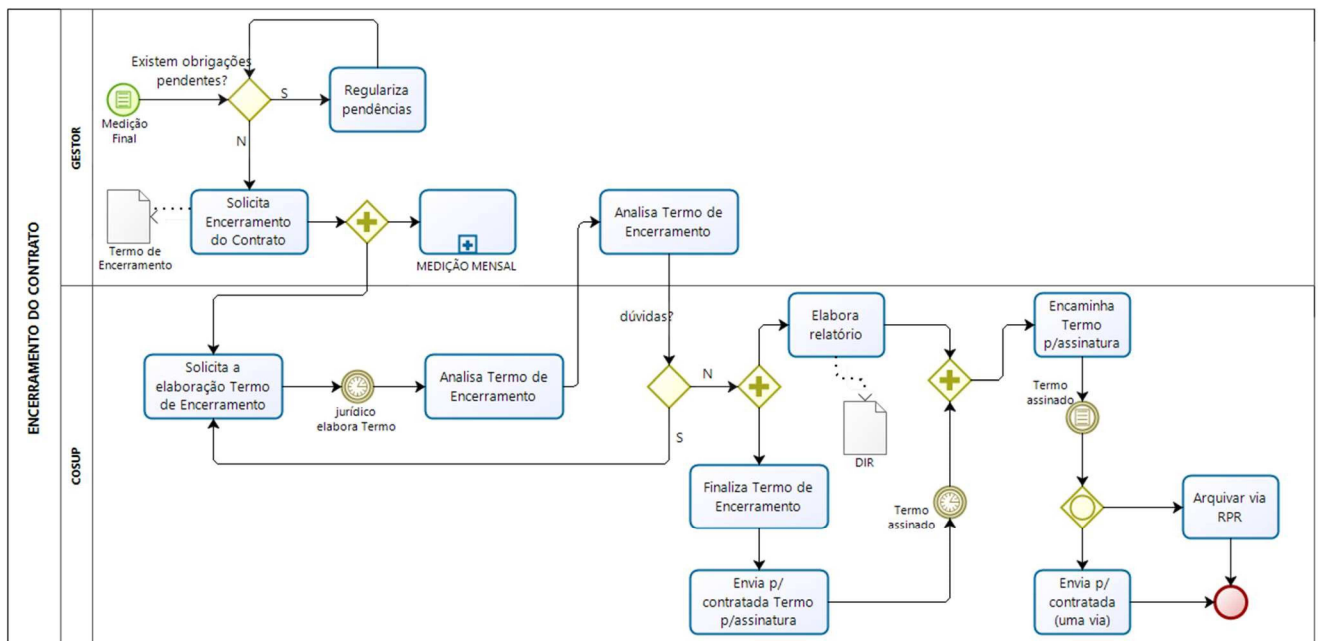 ENCERRAMENTO DO CONTRATO
GESTOR
Existem obrigações
pendentes?
S
N
Medição
Final
Regulariza
pendências
Solicita
Encerramento
do Contrato
Termo de
Encerramento
MEDIÇÃO MENSAL
Analisa Termo de
Encerramento
COSUP
Solicita a
elaboração Termo
de Encerramento
jurídico
elabora Termo
Analisa Termo de
Encerramento
dúvidas?
N
S
Elabora
relatório
DIR
Finaliza Termo de
Encerramento
Envia p/
contratada Termo
p/assinatura
Termo
assinado
Encaminha
Termo
p/assinatura
Termo
assinado
Arquivar via
RPR
Envia p/
contratada
(uma via)